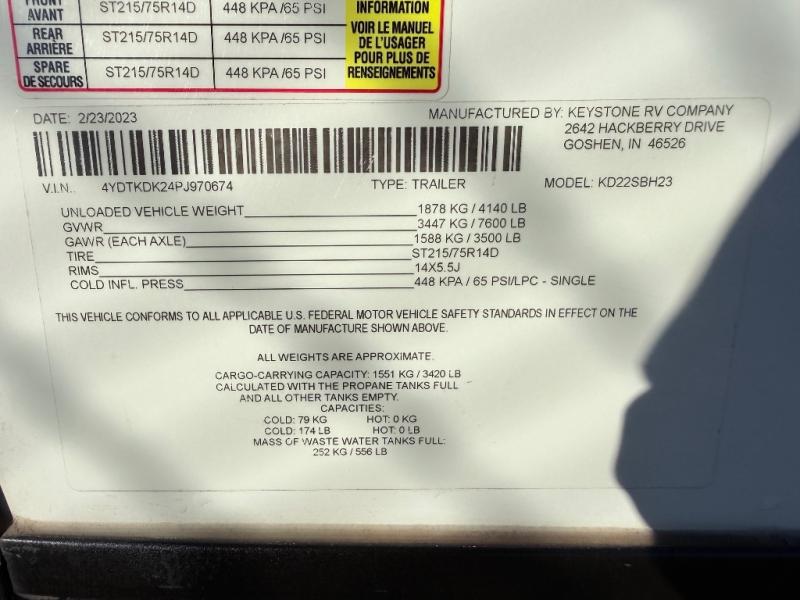 FRONT
AVANT ST215/75R14D 448 KPA /65 PSI
REAR
ARRIÈRE ST215/75R14D 448 KPA /65 PSI
SPARE
DE SECOURS ST215/75R14D 448 KPA /65 PSI
INFORMATION
VOIR LE MANUEL
DE L'USAGER
POUR PLUS DE
RENSEIGNEMENTS
DATE: 2/23/2023
MANUFACTURED BY: KEYSTONE RV COMPANY
2642 HACKBERRY DRIVE
GOSHEN, IN 46526
V.I.N.. 4YDTKDK24PJ970674 TYPE: TRAILER MODEL: KD22SBH23
UNLOADED VEHICLE WEIGHT 1878 KG / 4140 LB
GVWR 3447 KG / 7600 LB
GAWR (EACH AXLE) 1588 KG / 3500 LB
TIRE ST215/75R14D
RIMS 14X5.5J
COLD INFL. PRESS 448 KPA / 65 PSI/LPC - SINGLE
THIS VEHICLE CONFORMS TO ALL APPLICABLE U.S. FEDERAL MOTOR VEHICLE SAFETY STANDARDS IN EFFECT ON THE
DATE OF MANUFACTURE SHOWN ABOVE.
ALL WEIGHTS ARE APPROXIMATE.
CARGO-CARRYING CAPACITY: 1551 KG / 3420 LB
CALCULATED WITH THE PROPANE TANKS FULL
AND ALL OTHER TANKS EMPTY.
CAPACITIES:
COLD: 79 KG HOT: 0 KG
COLD: 174 LB HOT: 0 LB
MASS OF WASTE WATER TANKS FULL:
252 KG / 556 LB